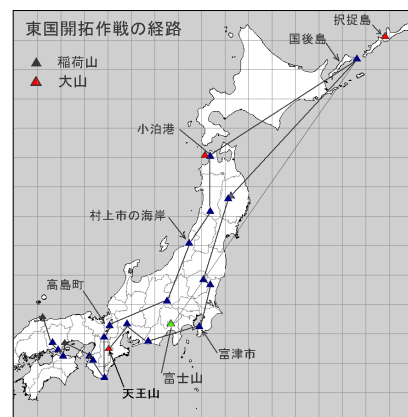 東国開拓作戦の経路
択捉島
国後島
稲荷山
大山
小泊港
村上市の海岸
高島町
富津市
富士山
天王山